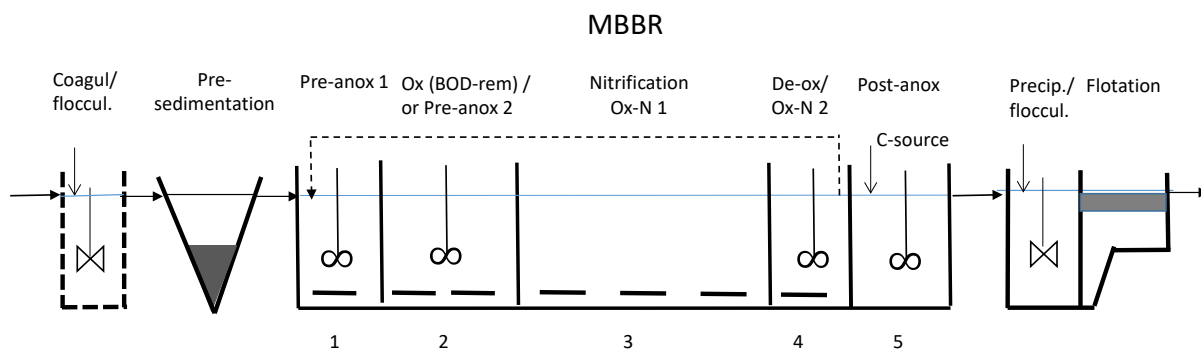 MBBR
Coagul/
floccul.
Pre-
sedimentation
Pre-anox 1
Ox (BOD-rem) /
or Pre-anox 2
Nitrification
Ox-N 1
De-ox/
Ox-N 2
Post-anox
C-source
Precip./
floccul.
Flotation
1
2
3
4
5